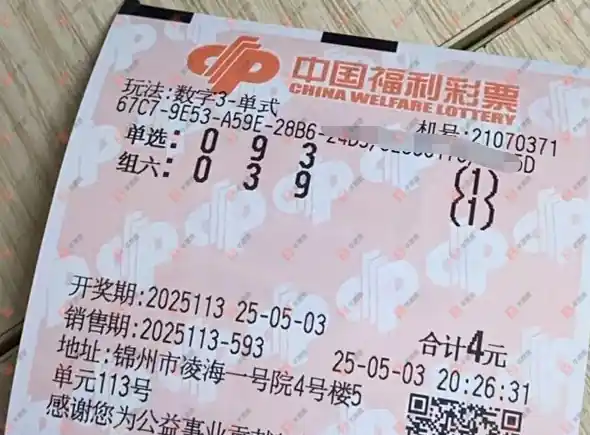 中国福利彩票
CHINA WELFARE LOTTERY
玩法:数字3-单式
机号:21070371
67C7-9E53-A59E-28B6-
5D
单选: 0 9 3 (1)
组六: 0 3 9 (1)
开奖期:2025113 25-05-03
销售期:2025113-593
合计4元
25-05-03 20:26:31
地址:锦州市凌海一号院4号楼5
单元113号
感谢您为公益事业贡献